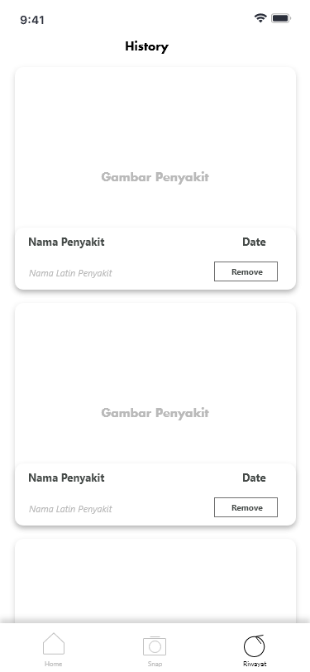 9:41
History
Gambar Penyakit
Nama Penyakit
Date
Nama Latin Penyakit
Remove
Gambar Penyakit
Nama Penyakit
Date
Nama Latin Penyakit
Remove
Home
Snap
Riwayat